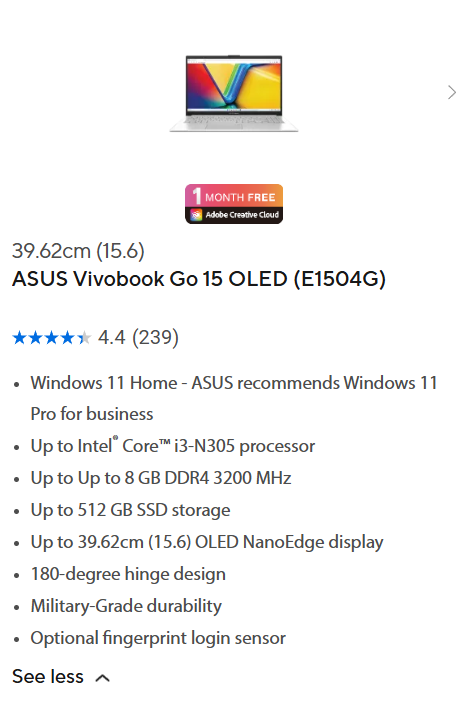 1 MONTH FREE
Adobe Creative Cloud
39.62cm (15.6)
ASUS Vivobook Go 15 OLED (E1504G)
4.4 (239)
• Windows 11 Home - ASUS recommends Windows 11
Pro for business
• Up to Intel® Core™ i3-N305 processor
• Up to Up to 8 GB DDR4 3200 MHz
• Up to 512 GB SSD storage
• Up to 39.62cm (15.6) OLED NanoEdge display
• 180-degree hinge design
• Military-Grade durability
• Optional fingerprint login sensor
See less